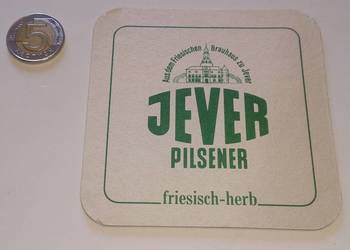 5
Aus dem Friesischen Brauhaus zu Jever
JEVER
PILSENER
friesisch-herb